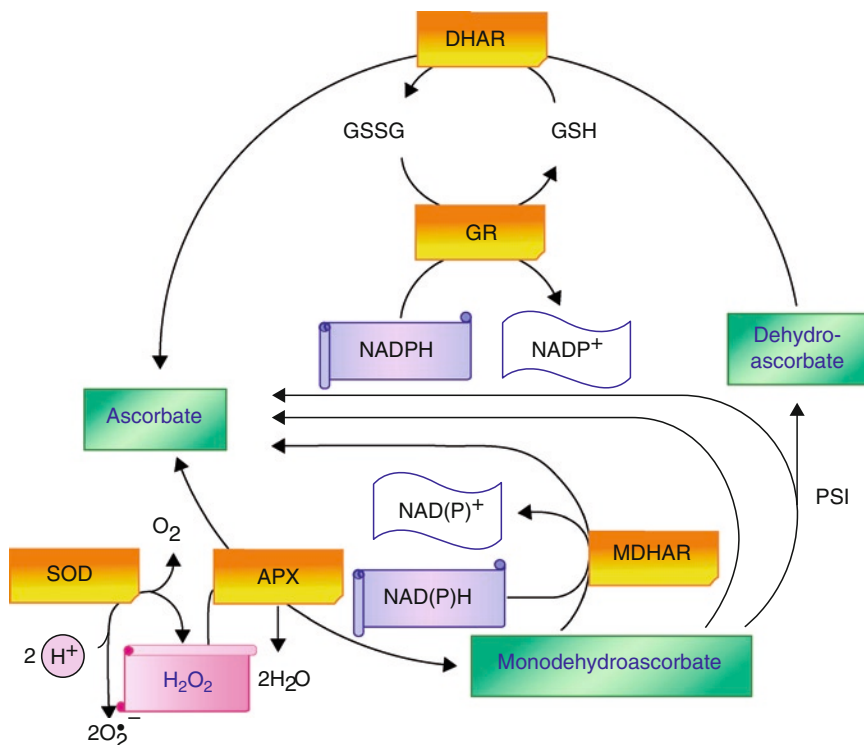 DHAR
GSSG
GSH
GR
NADPH
NADP⁺
Dehydro-
ascorbate
Ascorbate
PSI
NAD(P)⁺
O₂
SOD
APX
MDHAR
NAD(P)H
2 H⁺
H₂O₂
2H₂O
Monodehydroascorbate
2O₂•⁻